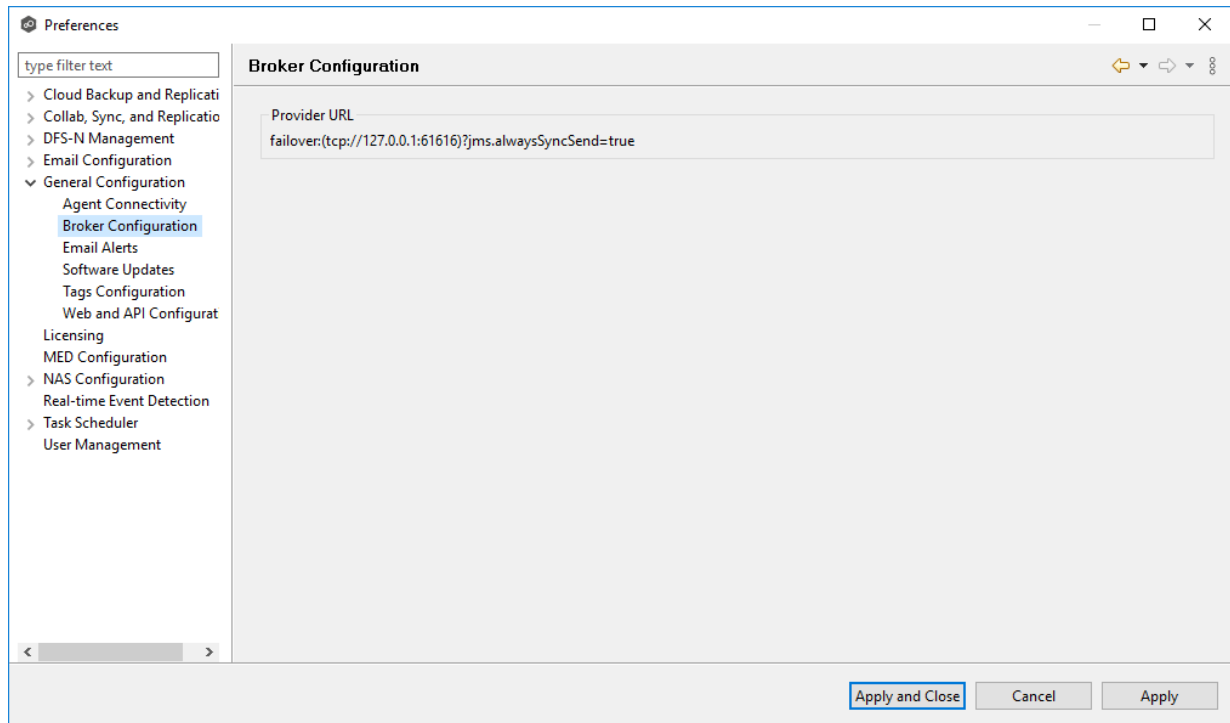 Preferences
type filter text
Cloud Backup and Replicati
Collab, Sync, and Replicatio
DFS-N Management
Email Configuration
General Configuration
Agent Connectivity
Broker Configuration
Email Alerts
Software Updates
Tags Configuration
Web and API Configurat
Licensing
MED Configuration
NAS Configuration
Real-time Event Detection
Task Scheduler
User Management
Broker Configuration
Provider URL
failover:(tcp://127.0.0.1:61616)?jms.alwaysSyncSend=true
Apply and Close
Cancel
Apply